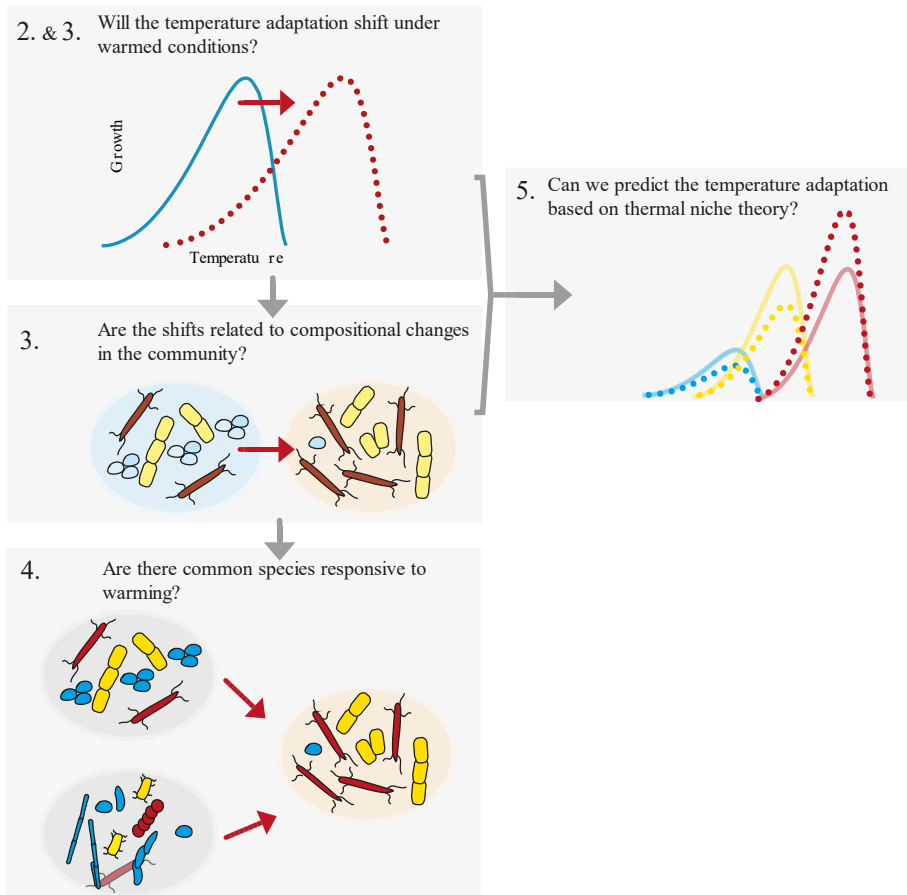 2. & 3.
Will the temperature adaptation shift under
warmed conditions?
Growth
Temperatu re
3.
Are the shifts related to compositional changes
in the community?
4.
Are there common species responsive to
warming?
5.
Can we predict the temperature adaptation
based on thermal niche theory?